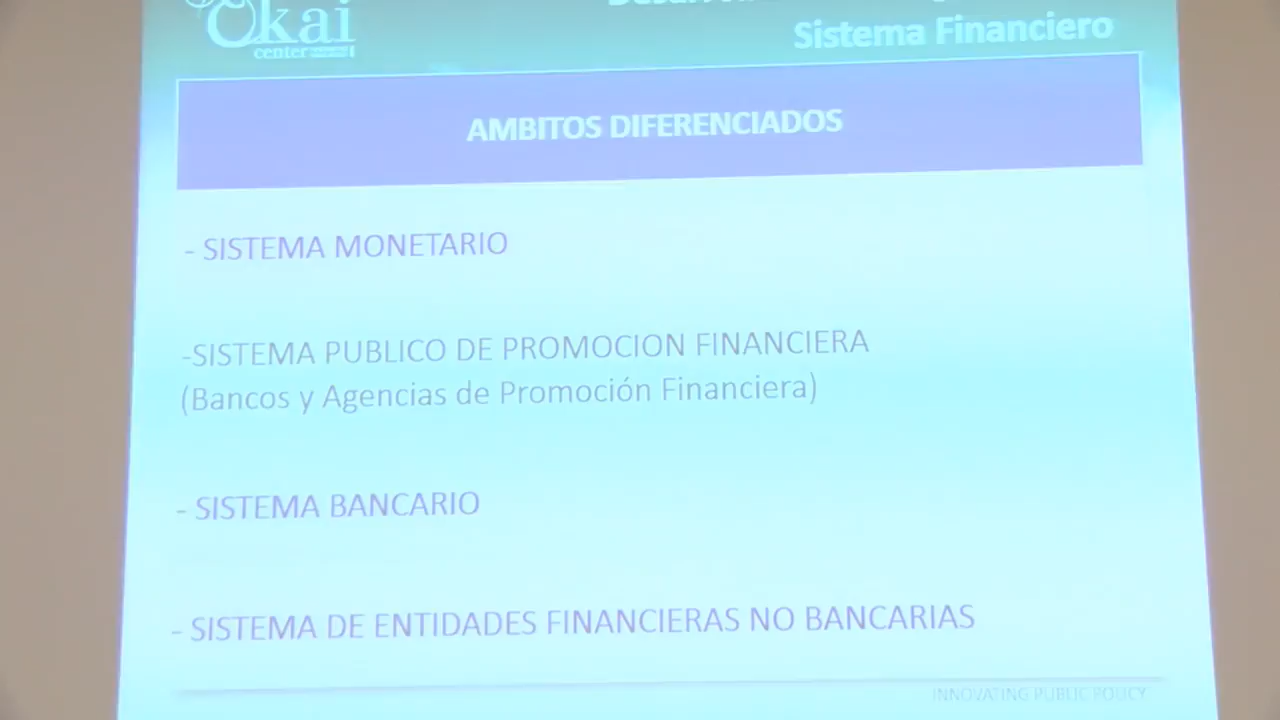 Okai
center
Sistema Financiero
AMBITOS DIFERENCIADOS
- SISTEMA MONETARIO
-SISTEMA PUBLICO DE PROMOCION FINANCIERA
(Bancos y Agencias de Promoción Financiera)
- SISTEMA BANCARIO
- SISTEMA DE ENTIDADES FINANCIERAS NO BANCARIAS
INNOVATING PUBLIC POLICY